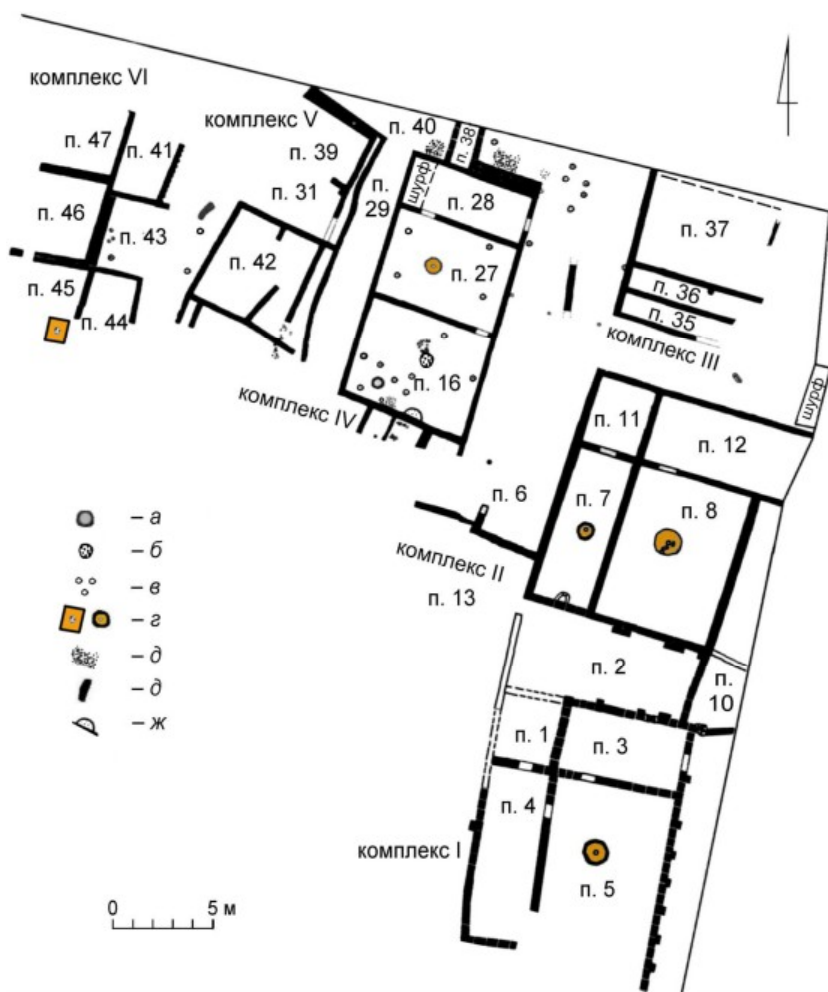 комплекс VI
комплекс V
п. 47
п. 41
п. 40
п. 38
п. 39
п. 31
п. 29
шурф
п. 28
п. 46
п. 43
п. 42
п. 27
п. 37
п. 45
п. 44
п. 36
п. 35
комплекс III
п. 16
комплекс IV
шурф
п. 11
п. 12
п. 6
п. 7
п. 8
комплекс II
п. 13
– а
– б
– в
– г
– д
– д
– ж
п. 2
п.
10
п. 1
п. 3
п. 4
комплекс I
п. 5
0 5 м